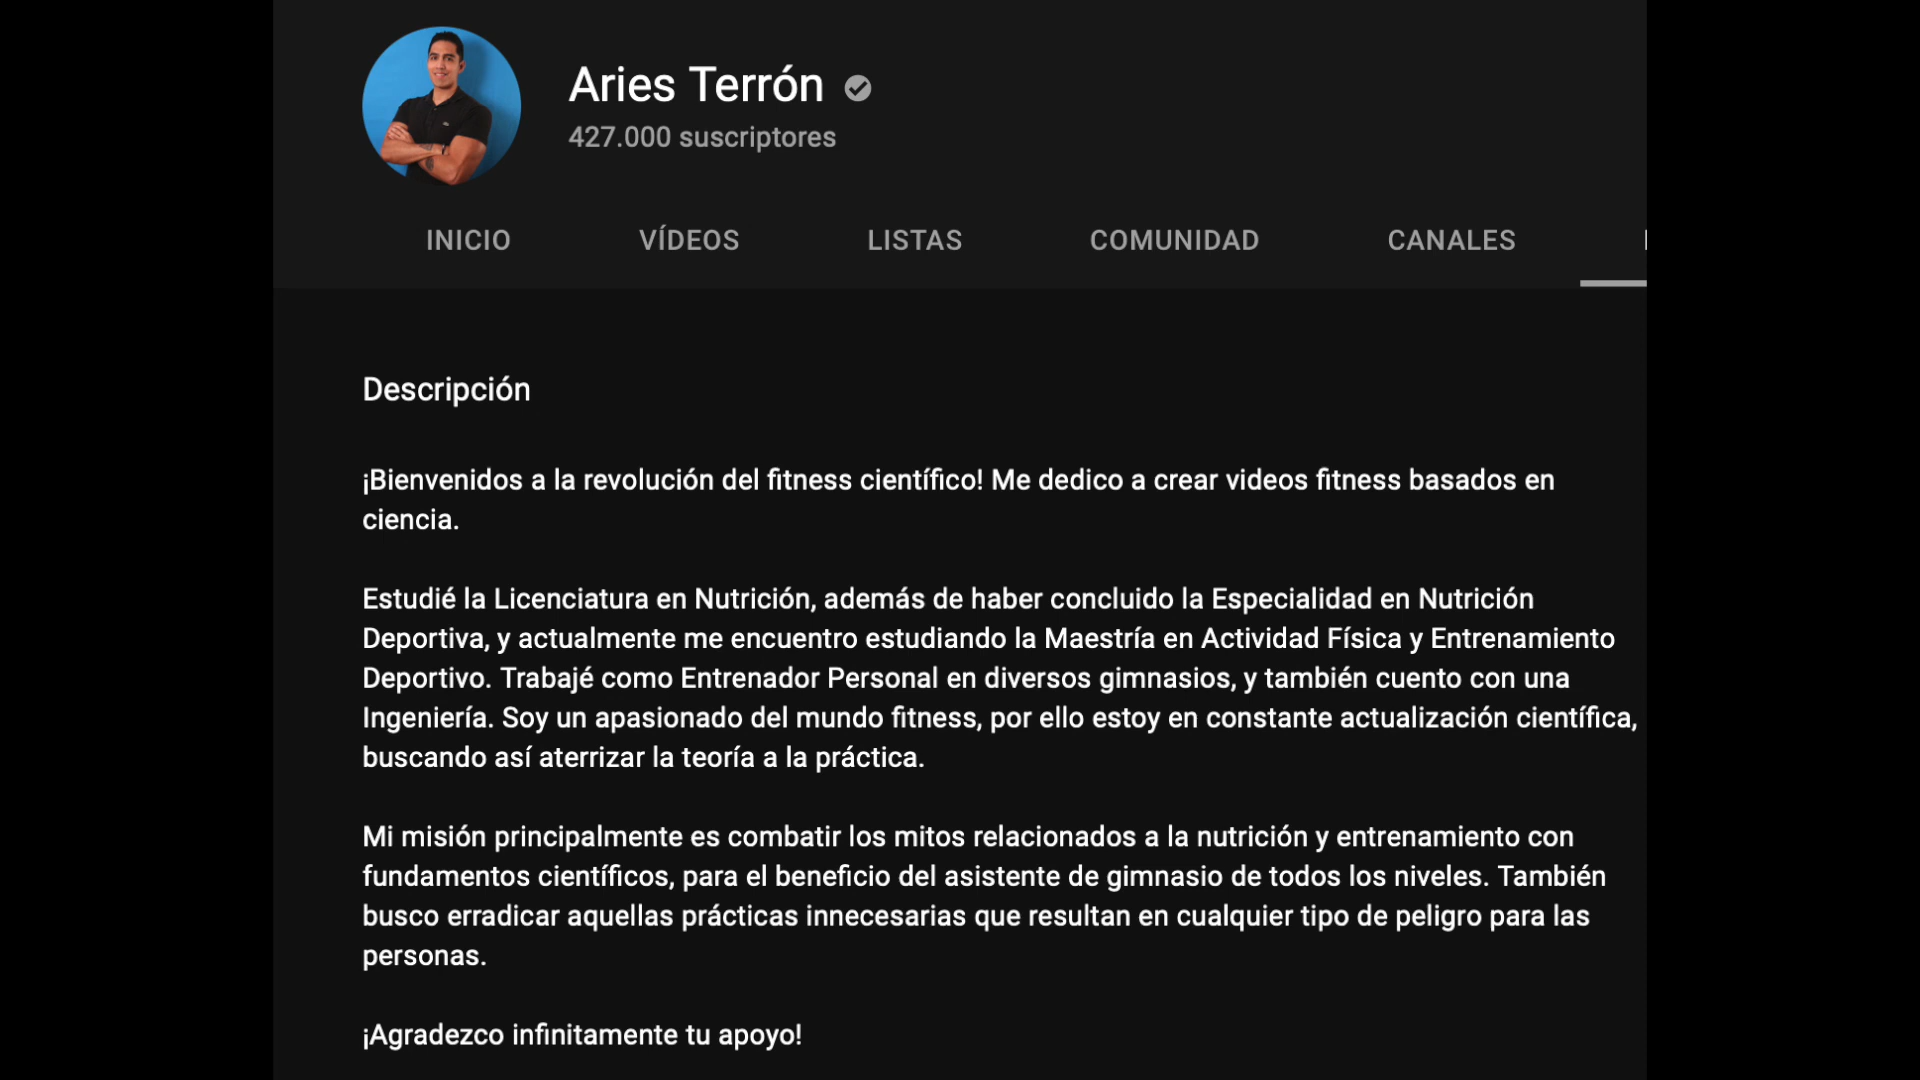 Aries Terrón
427.000 suscriptores
INICIO VÍDEOS LISTAS COMUNIDAD CANALES
Descripción
¡Bienvenidos a la revolución del fitness científico! Me dedico a crear videos fitness basados en
ciencia.
Estudié la Licenciatura en Nutrición, además de haber concluido la Especialidad en Nutrición
Deportiva, y actualmente me encuentro estudiando la Maestría en Actividad Física y Entrenamiento
Deportivo. Trabajé como Entrenador Personal en diversos gimnasios, y también cuento con una
Ingeniería. Soy un apasionado del mundo fitness, por ello estoy en constante actualización científica,
buscando así aterrizar la teoría a la práctica.
Mi misión principalmente es combatir los mitos relacionados a la nutrición y entrenamiento con
fundamentos científicos, para el beneficio del asistente de gimnasio de todos los niveles. También
busco erradicar aquellas prácticas innecesarias que resultan en cualquier tipo de peligro para las
personas.
¡Agradezco infinitamente tu apoyo!